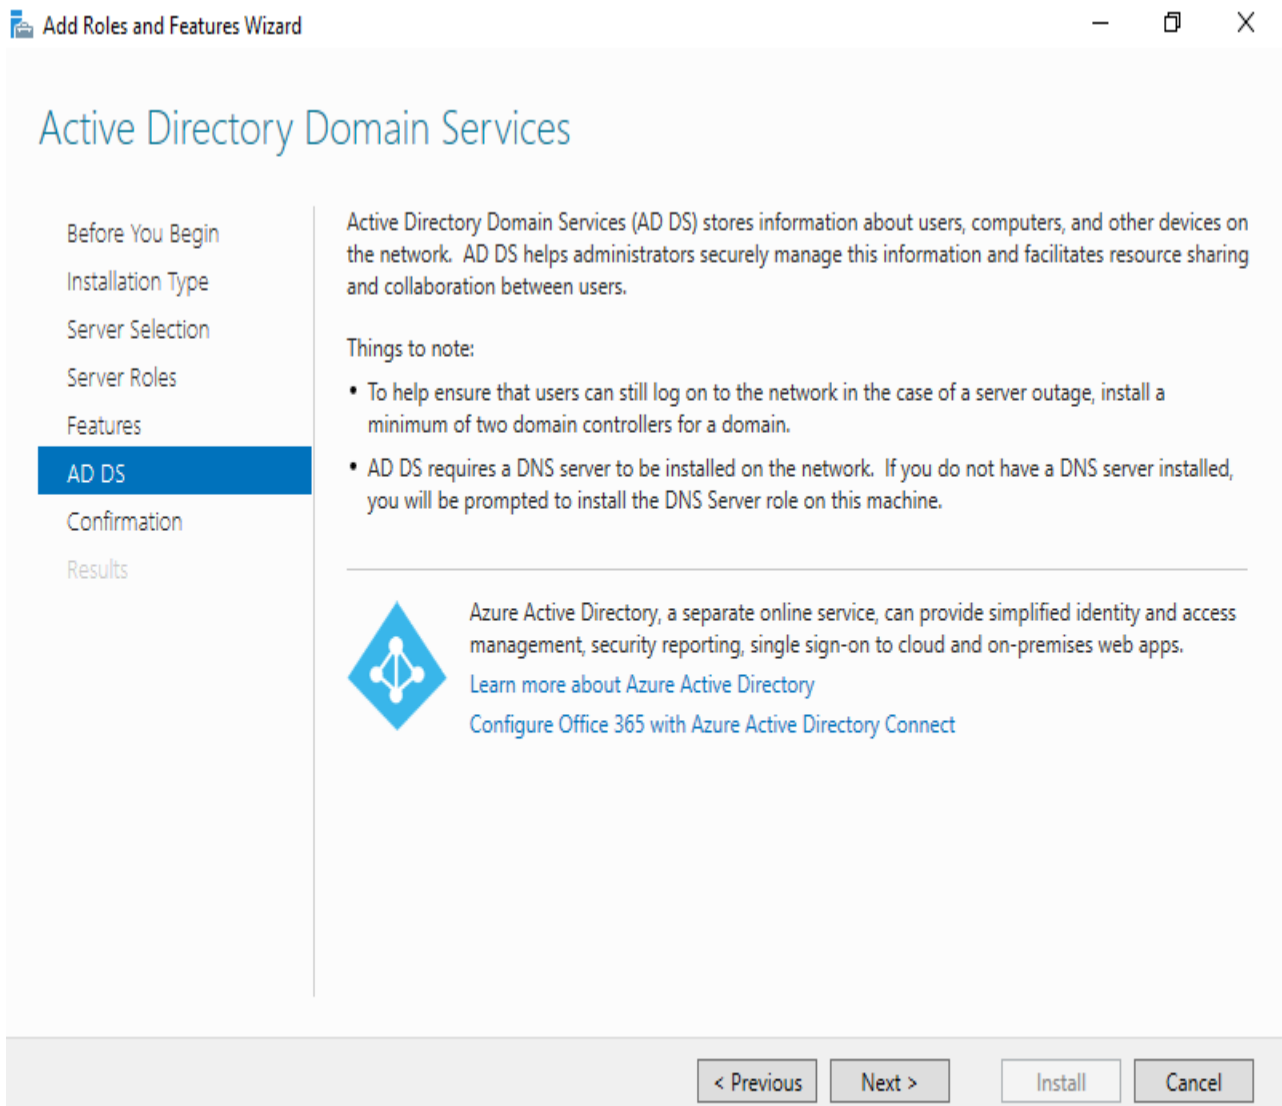 Add Roles and Features Wizard
Active Directory Domain Services
Before You Begin
Installation Type
Server Selection
Server Roles
Features
AD DS
Confirmation
Results
Active Directory Domain Services (AD DS) stores information about users, computers, and other devices on
the network.  AD DS helps administrators securely manage this information and facilitates resource sharing
and collaboration between users.
Things to note:
• To help ensure that users can still log on to the network in the case of a server outage, install a
minimum of two domain controllers for a domain.
• AD DS requires a DNS server to be installed on the network.  If you do not have a DNS server installed,
you will be prompted to install the DNS Server role on this machine.
Azure Active Directory, a separate online service, can provide simplified identity and access
management, security reporting, single sign-on to cloud and on-premises web apps.
Learn more about Azure Active Directory
Configure Office 365 with Azure Active Directory Connect
< Previous
Next >
Install
Cancel